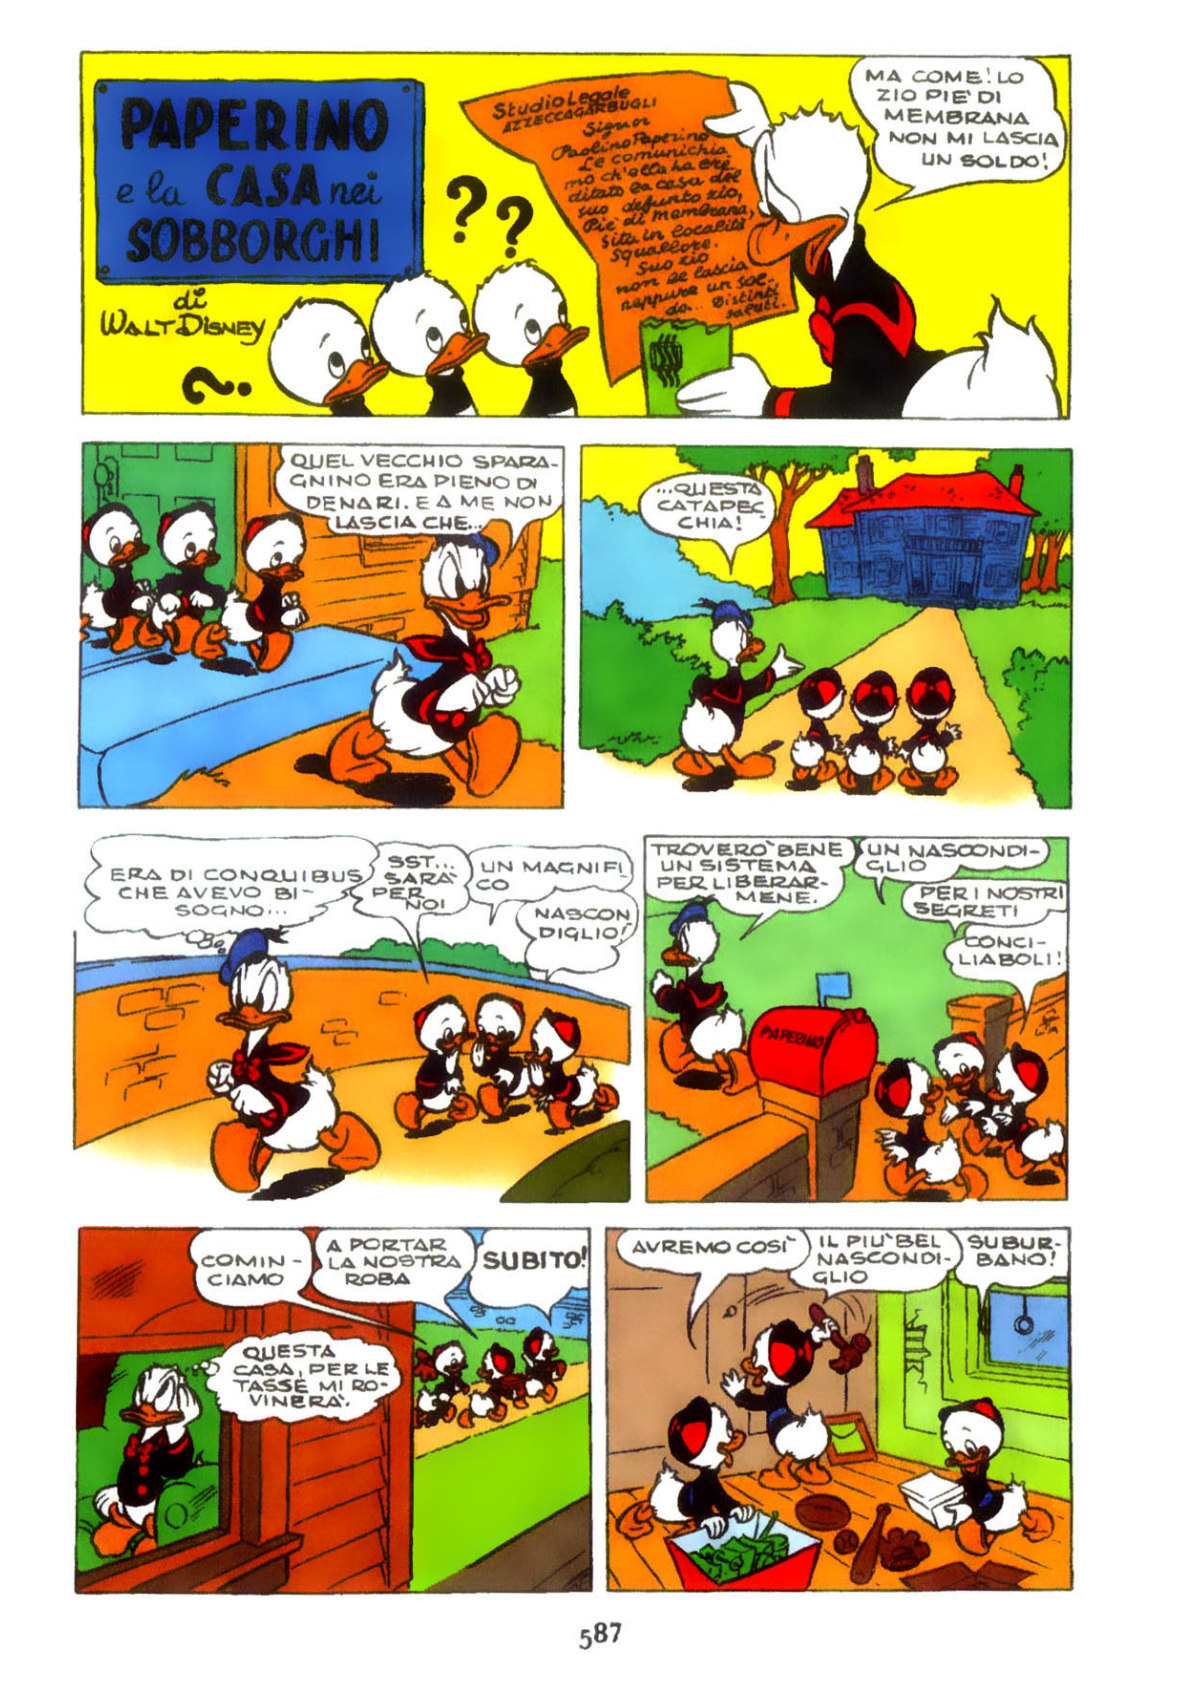 PAPERINO
e la CASA nei
SOBBORGHI
di
WALT DISNEY
? ?
?
Studio Legale
AZZECCAGARBUGLI
Signor
Paolino Paperino
Le comunichia
mo ch'ella ha ere
ditato la casa del
suo defunto zio,
Piè di Membrana,
sita in località
Squallore.
Suo zio
non le lascia
neppure un sol
do... Distinti
saluti.
MA COME! LO
ZIO PIE' DI
MEMBRANA
NON MI LASCIA
UN SOLDO!
QUEL VECCHIO SPARA-
GNINO ERA PIENO DI
DENARI. E A ME NON
LASCIA CHE...
...QUESTA
CATAPEC
CHIA!
ERA DI CONQUIBUS
CHE AVEVO BI-
SOGNO...
SST...
SARA'
PER
NOI
UN MAGNIFI
CO
NASCON
DIGLIO!
TROVERO' BENE
UN SISTEMA
PER LIBERAR-
MENE.
UN NASCONDI-
GLIO
PER I NOSTRI
SEGRETI
CONCI-
LIABOLI!
PAPERINO
COMIN-
CIAMO
A PORTAR
LA NOSTRA
ROBA
SUBITO!
QUESTA
CASA, PER LE
TASSE MI RO-
VINERA'.
AVREMO COSI'
IL PIU' BEL
NASCONDI-
GLIO
SUBUR-
BANO!
587